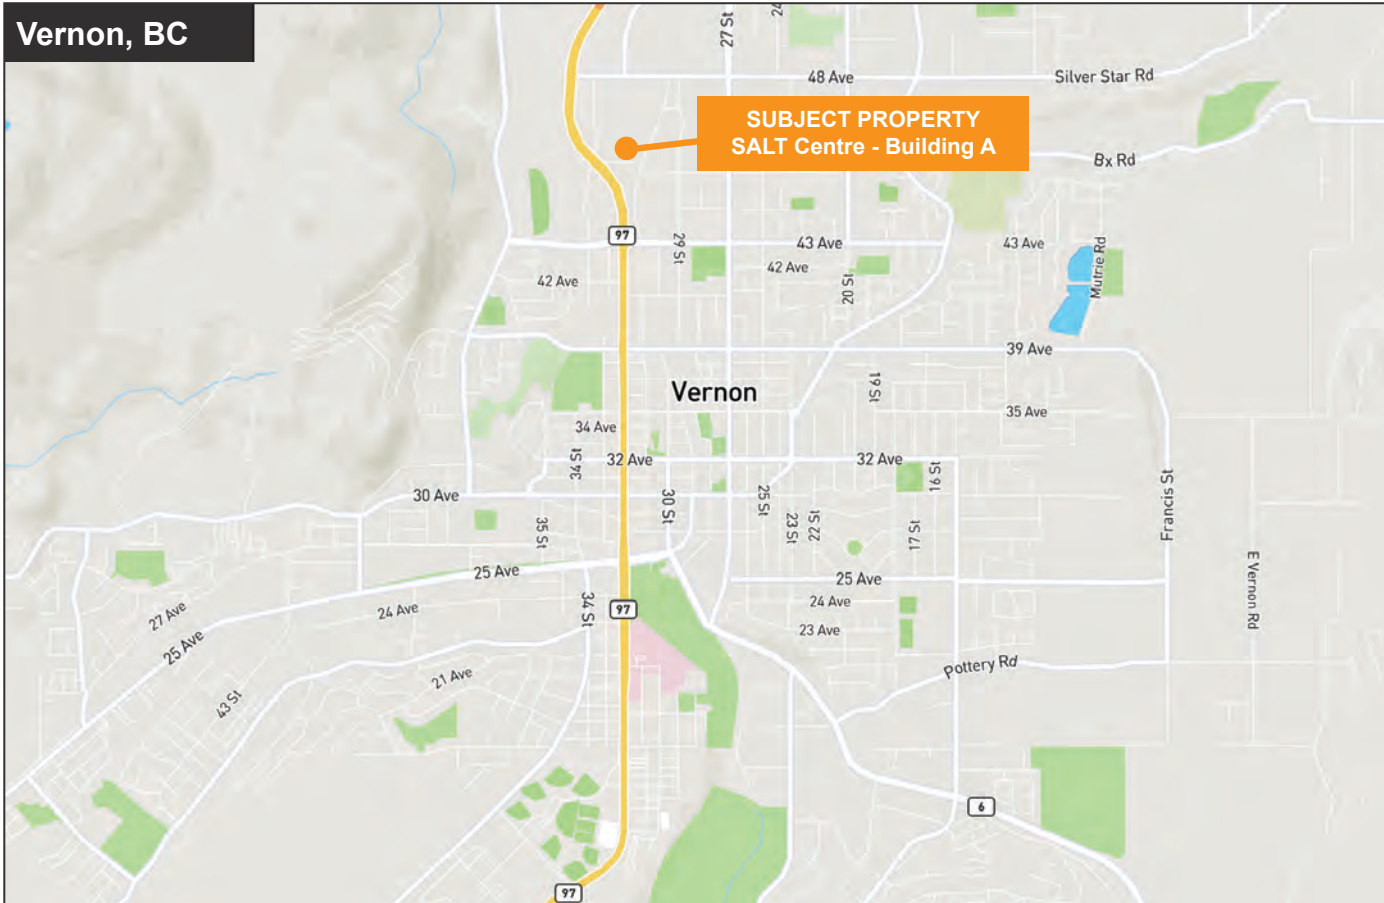 Vernon, BC
27 St
24
48 Ave
Silver Star Rd
SUBJECT PROPERTY
SALT Centre - Building A
Bx Rd
97
29 St
43 Ave
43 Ave
42 Ave
42 Ave
20 St
Mutrie Rd
39 Ave
Vernon
19 St
35 Ave
34 Ave
34 St
32 Ave
32 Ave
16 St
30 Ave
30 St
25 St
23 St
22 St
17 St
Francis St
35 St
25 Ave
25 Ave
E Vernon Rd
27 Ave
24 Ave
34 St
97
24 Ave
23 Ave
25 Ave
Pottery Rd
21 Ave
43 St
6
97